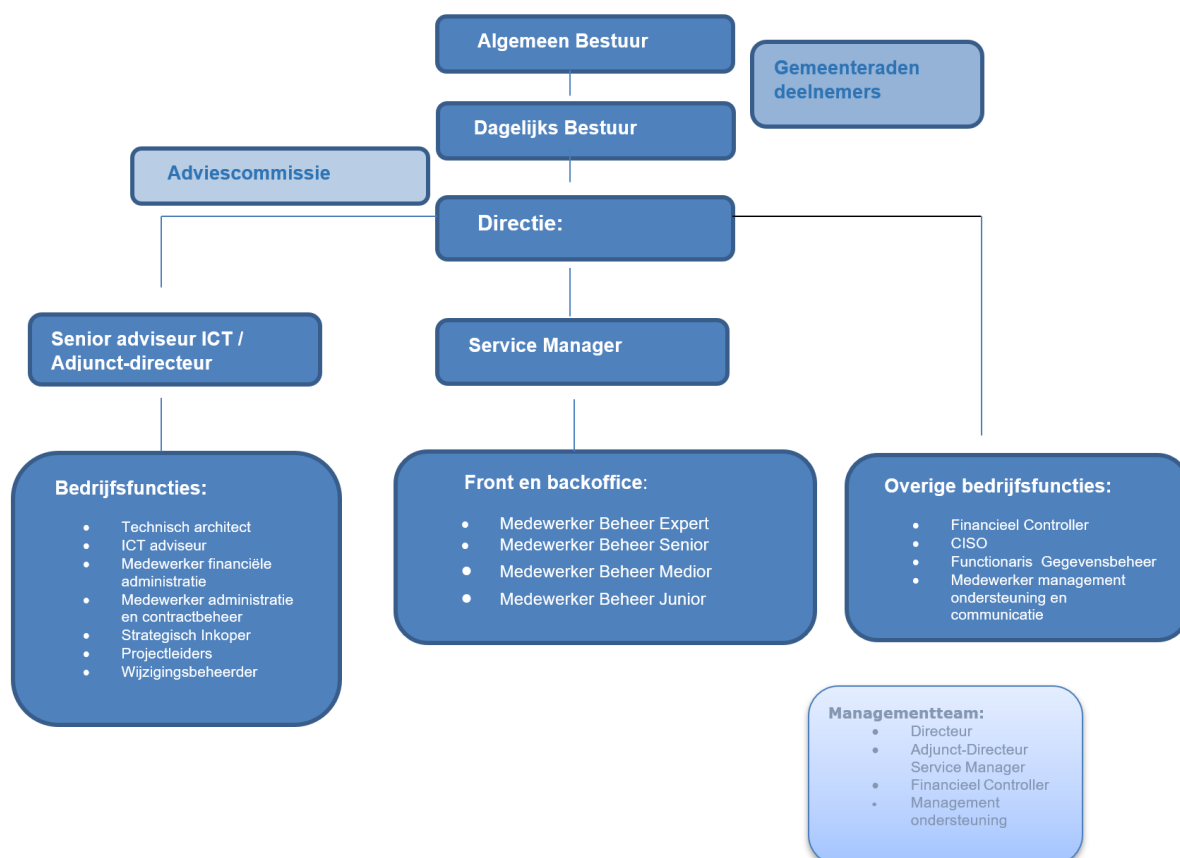 Algemeen Bestuur
Gemeenteraden
deelnemers
Dagelijks Bestuur
Adviescommissie
Directie:
Senior adviseur ICT /
Adjunct-directeur
Service Manager
Bedrijfsfuncties:
• Technisch architect
• ICT adviseur
• Medewerker financiële
administratie
• Medewerker administratie
en contractbeheer
• Strategisch Inkoper
• Projectleiders
• Wijzigingsbeheerder
Front en backoffice:
• Medewerker Beheer Expert
• Medewerker Beheer Senior
• Medewerker Beheer Medior
• Medewerker Beheer Junior
Overige bedrijfsfuncties:
• Financieel Controller
• CISO
• Functionaris Gegevensbeheer
• Medewerker management
ondersteuning en
communicatie
Managementteam:
• Directeur
• Adjunct-Directeur
Service Manager
• Financieel Controller
• Management
ondersteuning